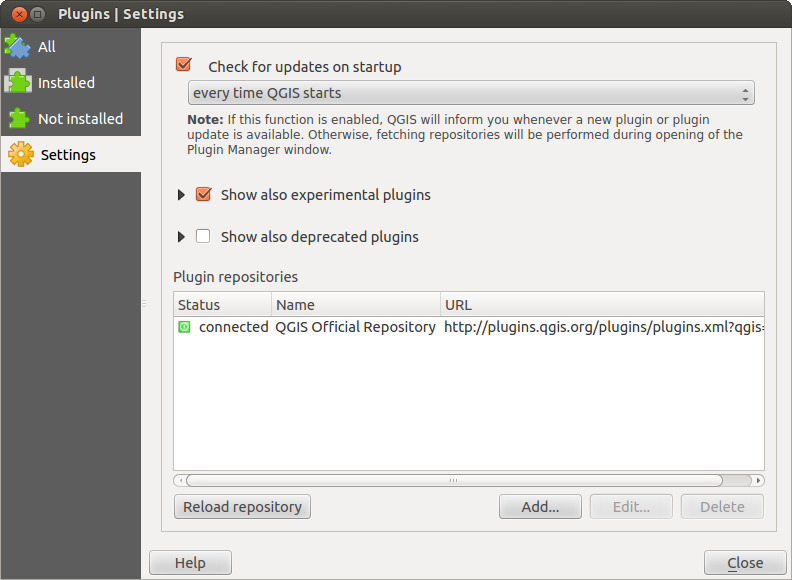 Plugins | Settings
All
Installed
Not installed
Settings
Check for updates on startup
every time QGIS starts
Note: If this function is enabled, QGIS will inform you whenever a new plugin or plugin
update is available. Otherwise, fetching repositories will be performed during opening of the
Plugin Manager window.
Show also experimental plugins
Show also deprecated plugins
Plugin repositories
Status Name URL
connected QGIS Official Repository http://plugins.qgis.org/plugins/plugins.xml?qgis=
Reload repository Add... Edit... Delete
Help Close